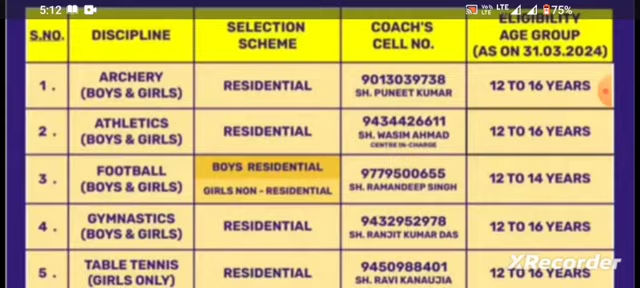 5:12
Vo LTE LTE 75%
S.NO. DISCIPLINE SELECTION SCHEME COACH'S CELL NO. ELIGIBILITY AGE GROUP (AS ON 31.03.2024)
1. ARCHERY (BOYS & GIRLS) RESIDENTIAL 9013039738 SH. PUNEET KUMAR 12 TO 16 YEARS
2. ATHLETICS (BOYS & GIRLS) RESIDENTIAL 9434426611 SH. WASIM AHMAD CENTRE IN-CHARGE 12 TO 16 YEARS
3. FOOTBALL (BOYS & GIRLS) BOYS RESIDENTIAL GIRLS NON - RESIDENTIAL 9779500655 SH. RAMANDEEP SINGH 12 TO 14 YEARS
4. GYMNASTICS (BOYS & GIRLS) RESIDENTIAL 9432952978 SH. RANJIT KUMAR DAS 12 TO 16 YEARS
5. TABLE TENNIS (GIRLS ONLY) RESIDENTIAL 9450988401 SH. RAVI KANAUJIA 12 TO 16 YEARS
XRecorder